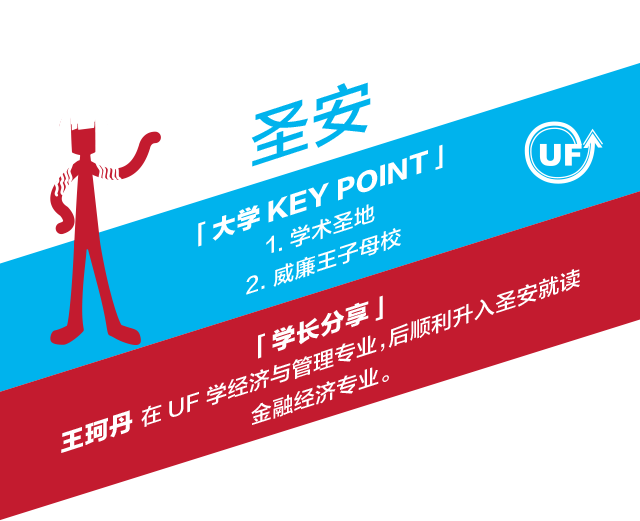 圣安
「大学 KEY POINT」
1. 学术圣地
2. 威廉王子母校
UF
「学长分享」
王珂丹 在 UF 学经济与管理专业，后顺利升入圣安就读
金融经济专业。